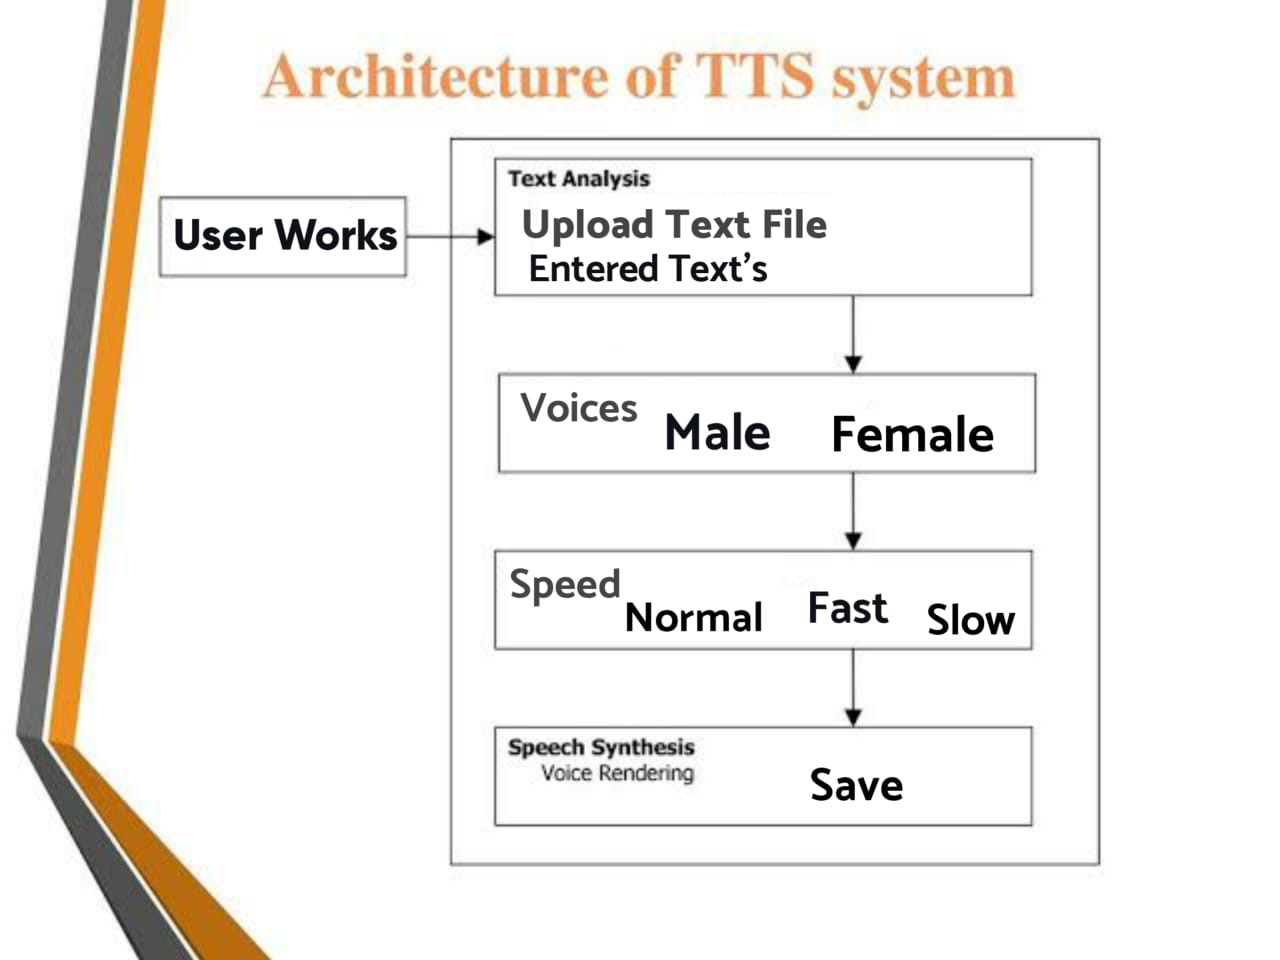 Architecture of TTS system
User Works
Text Analysis
Upload Text File
Entered Text's
Voices Male Female
Speed Normal Fast Slow
Speech Synthesis
Voice Rendering
Save